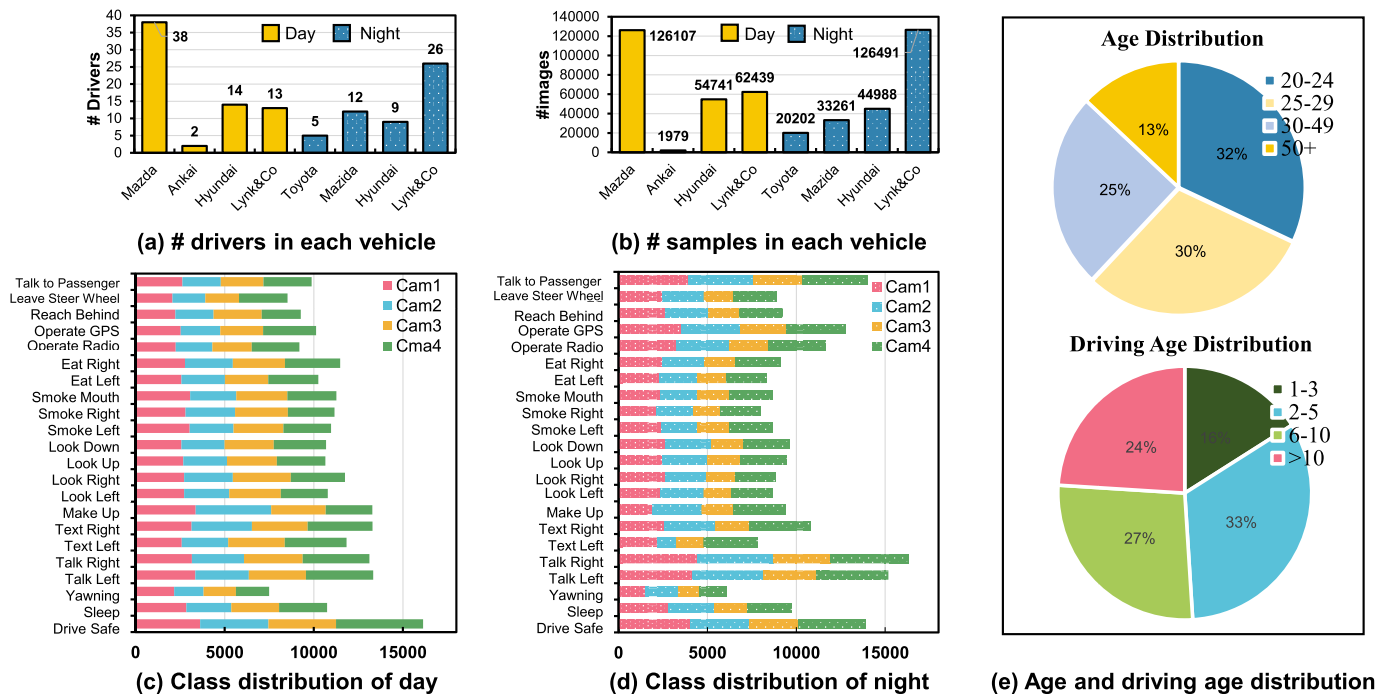 40
35
30
25
20
15
10
5
0
# Drivers
Day
Night
38
2
14
13
5
12
9
26
Mazda
Ankai
Hyundai
Lynk&Co
Toyota
Mazida
Hyundai
Lynk&Co
(a) # drivers in each vehicle
140000
120000
100000
80000
60000
40000
20000
0
#images
Day
Night
126107
1979
54741
62439
20202
33261
44988
126491
Mazda
Ankai
Hyundai
Lynk&Co
Toyota
Mazida
Hyundai
Lynk&Co
(b) # samples in each vehicle
Talk to Passenger
Leave Steer Wheel
Reach Behind
Operate GPS
Operate Radio
Eat Right
Eat Left
Smoke Mouth
Smoke Right
Smoke Left
Look Down
Look Up
Look Right
Look Left
Make Up
Text Right
Text Left
Talk Right
Talk Left
Yawning
Sleep
Drive Safe
Cam1
Cam2
Cam3
Cma4
0
5000
10000
15000
(c) Class distribution of day
Talk to Passenger
Leave Steer Wheel
Reach Behind
Operate GPS
Operate Radio
Eat Right
Eat Left
Smoke Mouth
Smoke Right
Smoke Left
Look Down
Look Up
Look Right
Look Left
Make Up
Text Right
Text Left
Talk Right
Talk Left
Yawning
Sleep
Drive Safe
Cam1
Cam2
Cam3
Cam4
0
5000
10000
15000
(d) Class distribution of night
Age Distribution
20-24
25-29
30-49
50+
13%
32%
25%
30%
Driving Age Distribution
1-3
2-5
6-10
>10
16%
24%
33%
27%
(e) Age and driving age distribution